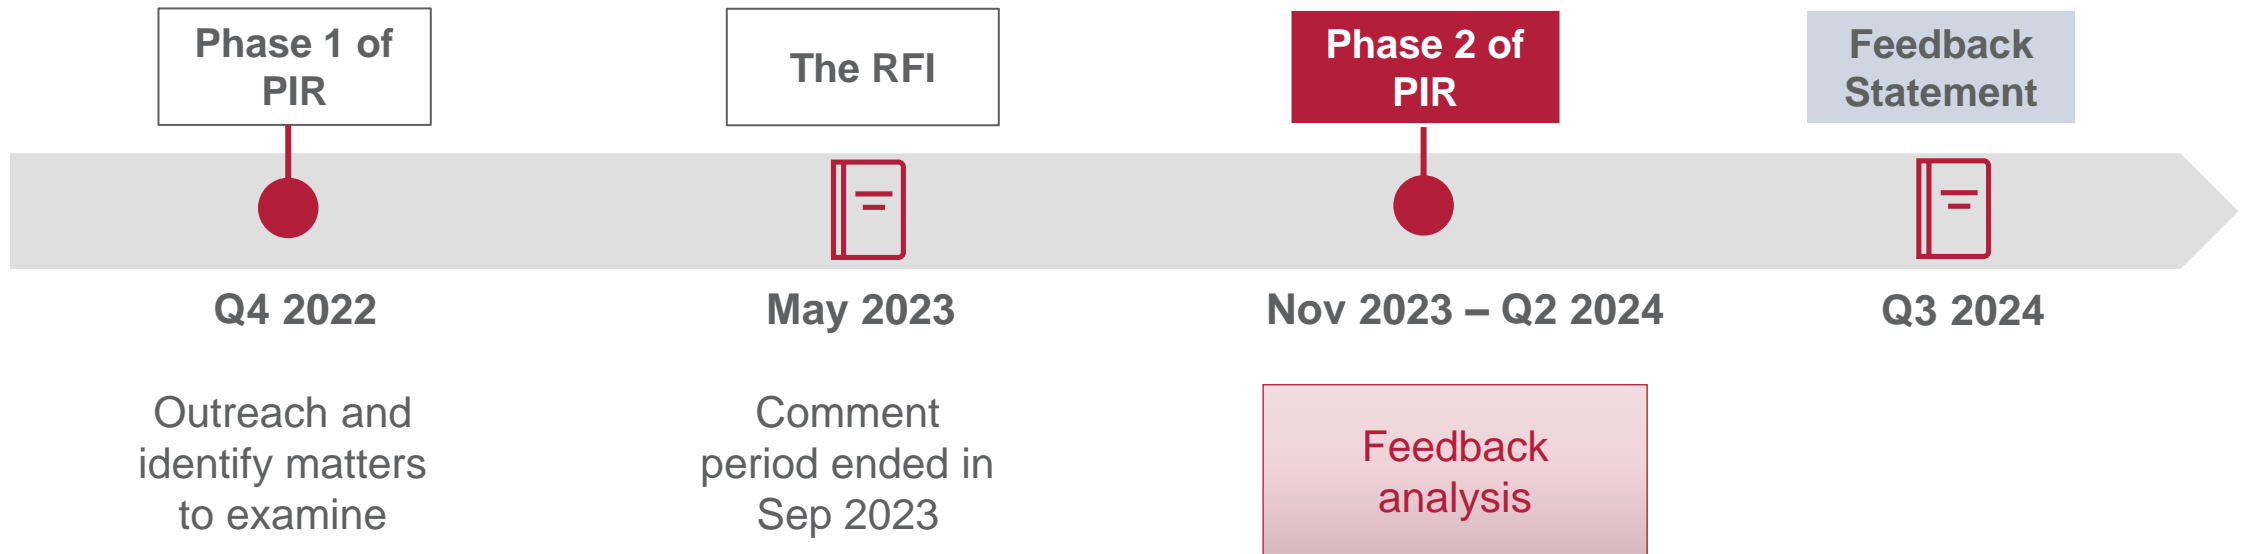 Phase 1 of
PIR
The RFI
Phase 2 of
PIR
Feedback
Statement
Q4 2022
May 2023
Nov 2023 – Q2 2024
Q3 2024
Outreach and
identify matters
to examine
Comment
period ended in
Sep 2023
Feedback
analysis